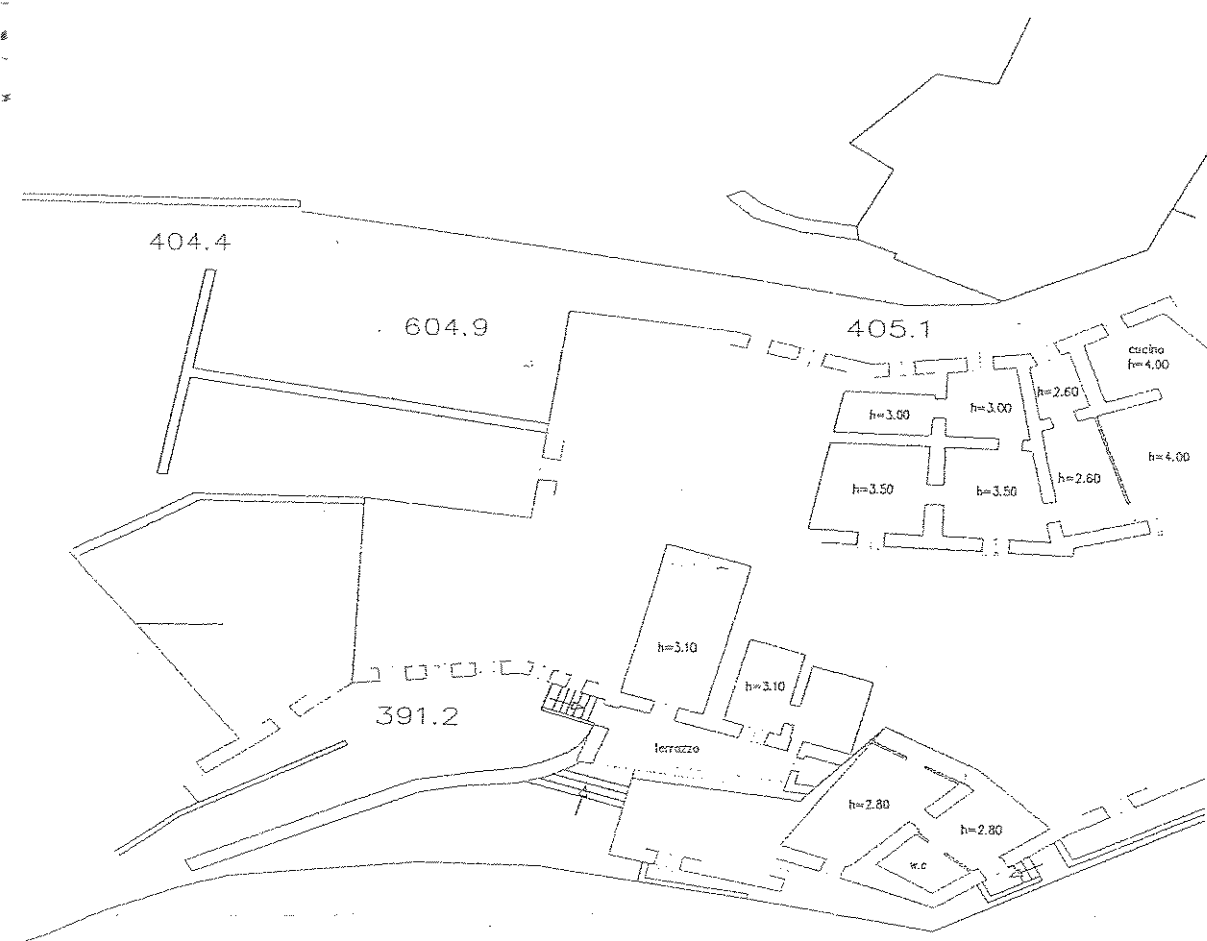 404.4
604.9
405.1
cucina
h=4.00
h=2.60
h=3.00
h=3.00
h=4.00
h=2.60
h=3.50
h=3.50
h=3.10
h=3.10
391.2
terrazzo
h=2.80
h=2.80
w.c